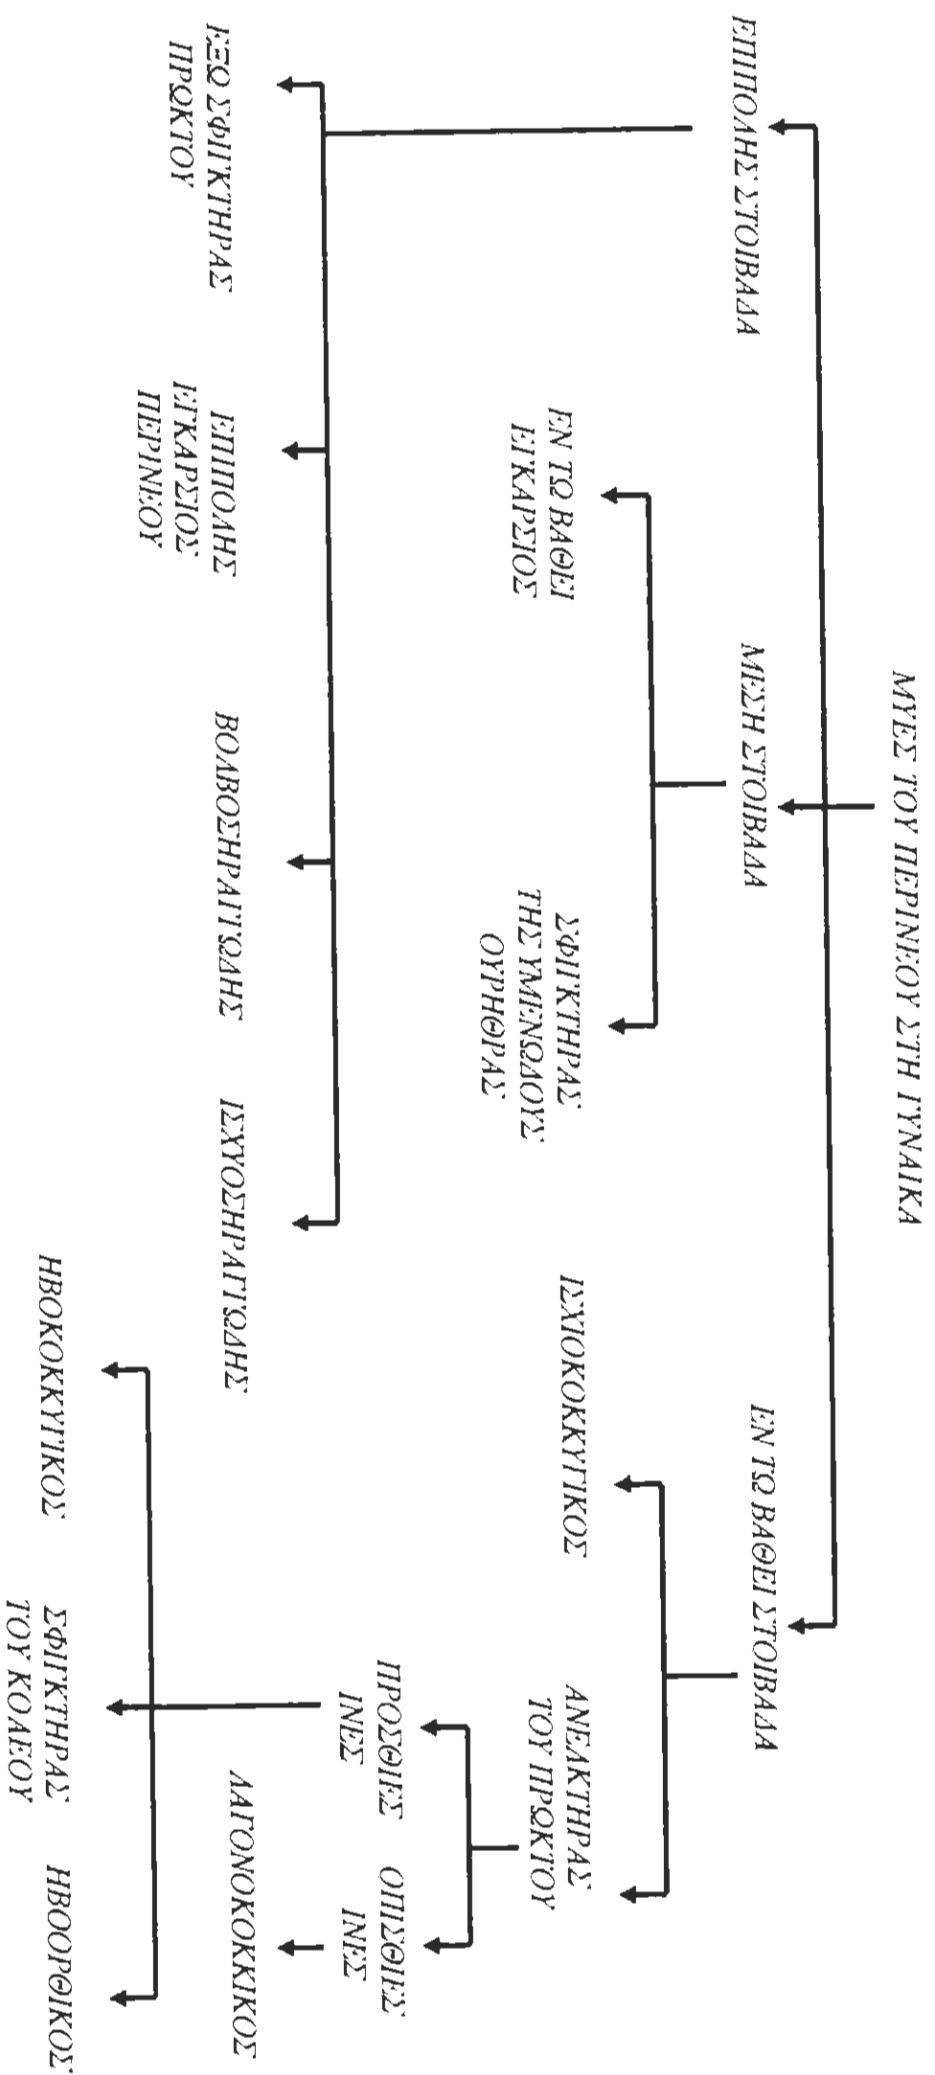 ΜΥΕΣ ΤΟΥ ΠΕΡΙΝΕΟΥ ΣΤΗ ΓΥΝΑΙΚΑ
ΕΠΙΠΟΛΗΣ ΣΤΟΙΒΑΔΑ
ΜΕΣΗ ΣΤΟΙΒΑΔΑ
ΕΝ ΤΩ ΒΑΘΕΙ ΣΤΟΙΒΑΔΑ
ΕΝ ΤΩ ΒΑΘΕΙ
ΕΓΚΑΡΣΙΟΣ
ΣΦΙΓΚΤΗΡΑΣ
ΤΗΣ ΥΜΕΝΩΔΟΥΣ
ΟΥΡΗΘΡΑΣ
ΙΣΧΙΟΚΟΚΚΥΓΙΚΟΣ
ΑΝΕΛΚΤΗΡΑΣ
ΤΟΥ ΠΡΩΚΤΟΥ
ΠΡΟΣΘΙΕΣ
ΙΝΕΣ
ΟΠΙΣΘΙΕΣ
ΙΝΕΣ
ΕΞΩ ΣΦΙΓΚΤΗΡΑΣ
ΠΡΩΚΤΟΥ
ΕΠΙΠΟΛΗΣ
ΕΓΚΑΡΣΙΟΣ
ΠΕΡΙΝΕΟΥ
ΒΟΛΒΟΣΗΡΑΓΓΩΔΗΣ
ΙΣΧΥΟΣΗΡΑΓΓΩΔΗΣ
ΛΑΓΟΝΟΚΟΚΚΙΚΟΣ
ΗΒΟΚΟΚΚΥΓΙΚΟΣ
ΣΦΙΓΚΤΗΡΑΣ
ΤΟΥ ΚΟΛΕΟΥ
ΗΒΟΟΡΘΙΚΟΣ